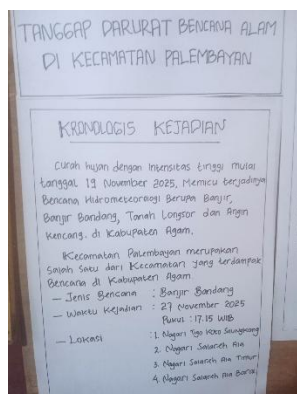 TANGGAP DARURAT BENCANA ALAM
DI KECAMATAN PALEMBAYAN
KRONOLOGIS KEJADIAN
Curah hujan dengan Intensitas tinggi mulai
tanggal 19 November 2025, Memicu terjadinya
Bencana Hidrometeorologi Berupa Banjir,
Banjir Bandang, Tanah Longsor dan Angin
Kencang. di Kabupaten Agam.
Kecamatan Palembayan merupakan
Salah Satu dari Kecamatan yang terdampak
Bencana di Kabupaten Agam.
- Jenis Bencana : Banjir Bandang
- Waktu Kejadian : 27 November 2025
Pukul : 17.15 WIB
- Lokasi : 1. Nagari Tigo Koto Silungkang
2. Nagari Salareh Aia
3. Nagari Salareh Aia Timur
4. Nagari Salareh Aia Barat